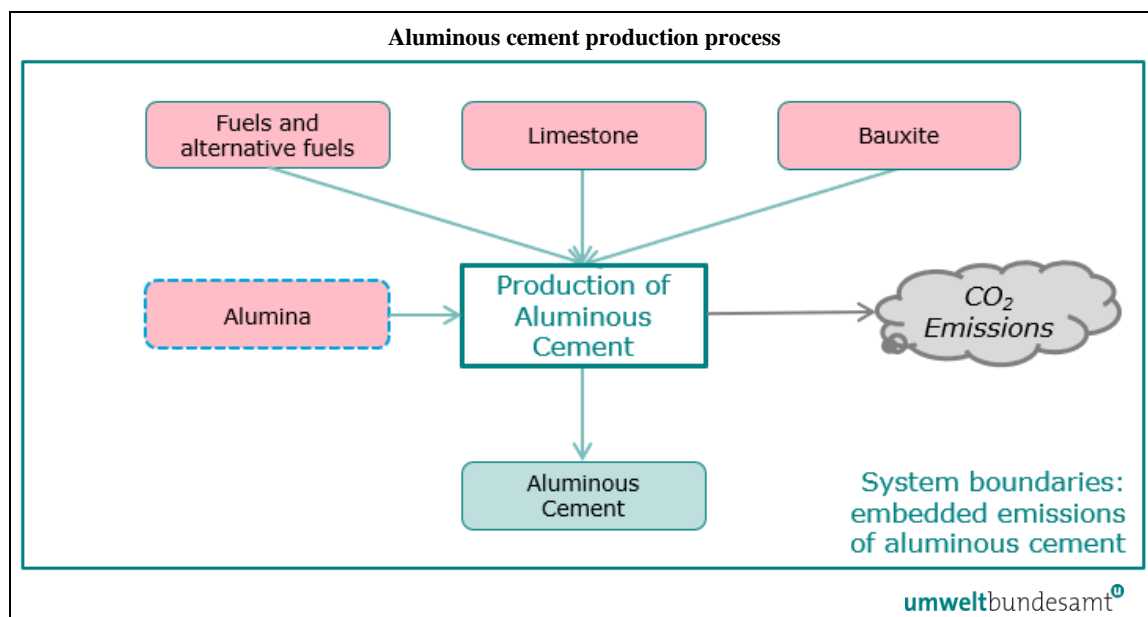 Aluminous cement production process
Fuels and
alternative fuels
Limestone
Bauxite
Alumina
Production of
Aluminous
Cement
CO₂
Emissions
Aluminous
Cement
System boundaries:
embedded emissions
of aluminous cement
umweltbundesamt
u